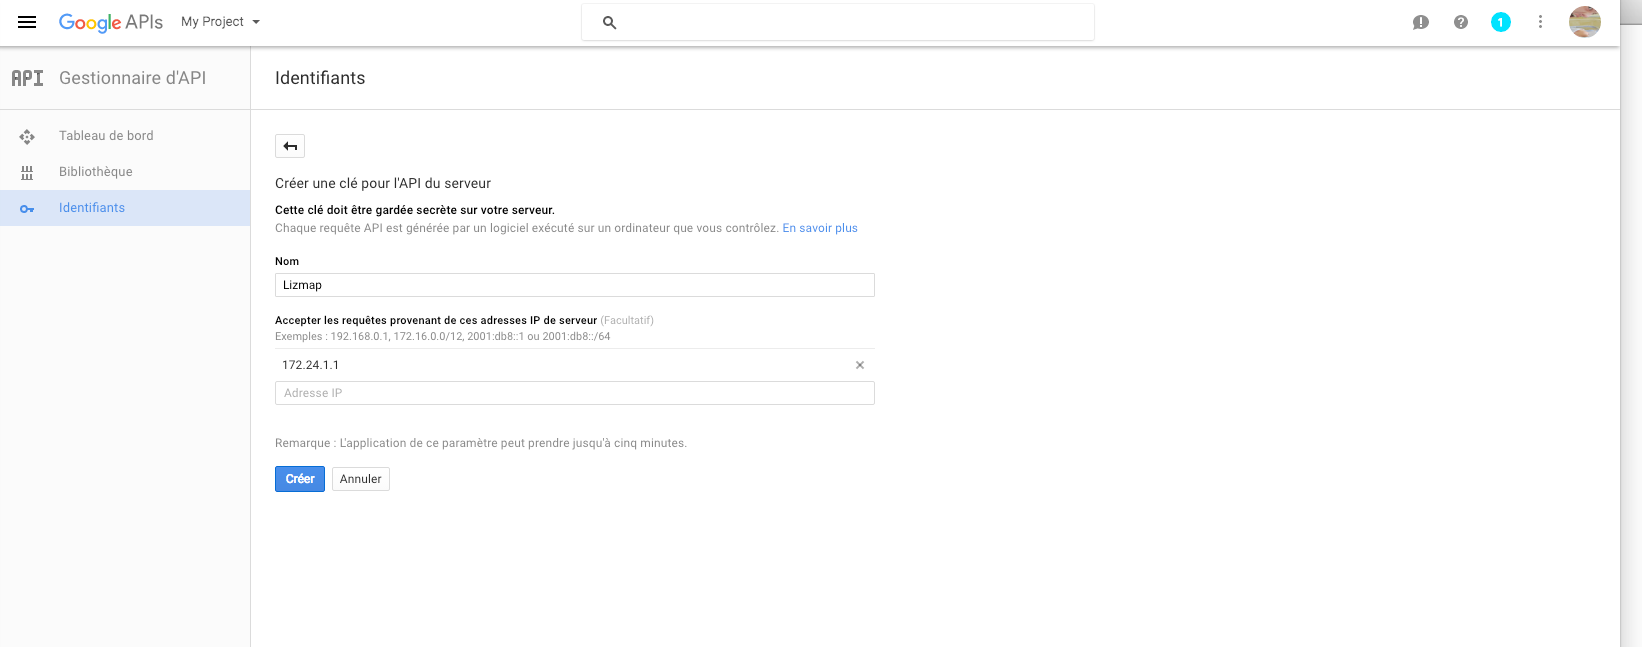 Google APIs My Project
1
API Gestionnaire d'API
Identifiants
Tableau de bord
Bibliothèque
Identifiants
Créer une clé pour l'API du serveur
Cette clé doit être gardée secrète sur votre serveur.
Chaque requête API est générée par un logiciel exécuté sur un ordinateur que vous contrôlez. En savoir plus
Nom
Lizmap
Accepter les requêtes provenant de ces adresses IP de serveur (Facultatif)
Exemples : 192.168.0.1, 172.16.0.0/12, 2001:db8::1 ou 2001:db8::/64
172.24.1.1
Adresse IP
Remarque : L'application de ce paramètre peut prendre jusqu'à cinq minutes.
Créer Annuler